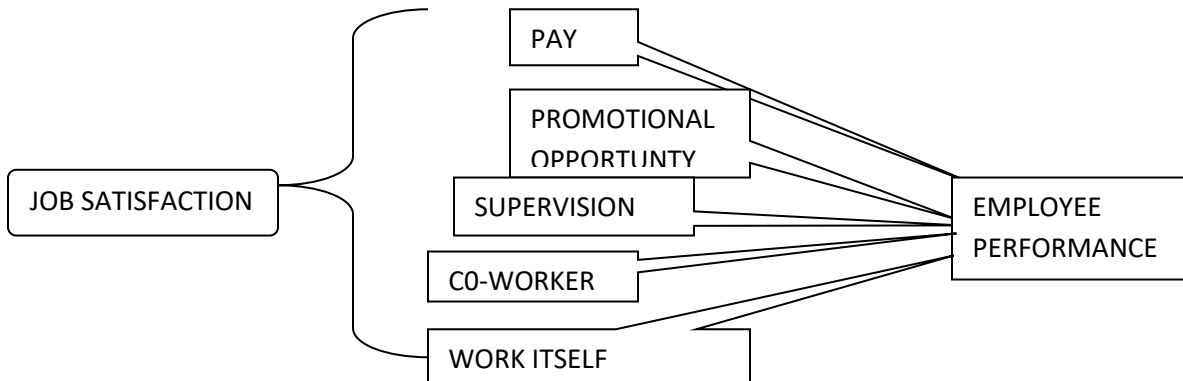 PAY
PROMOTIONAL
OPPORTUNTY
JOB SATISFACTION
SUPERVISION
EMPLOYEE
PERFORMANCE
C0-WORKER
WORK ITSELF